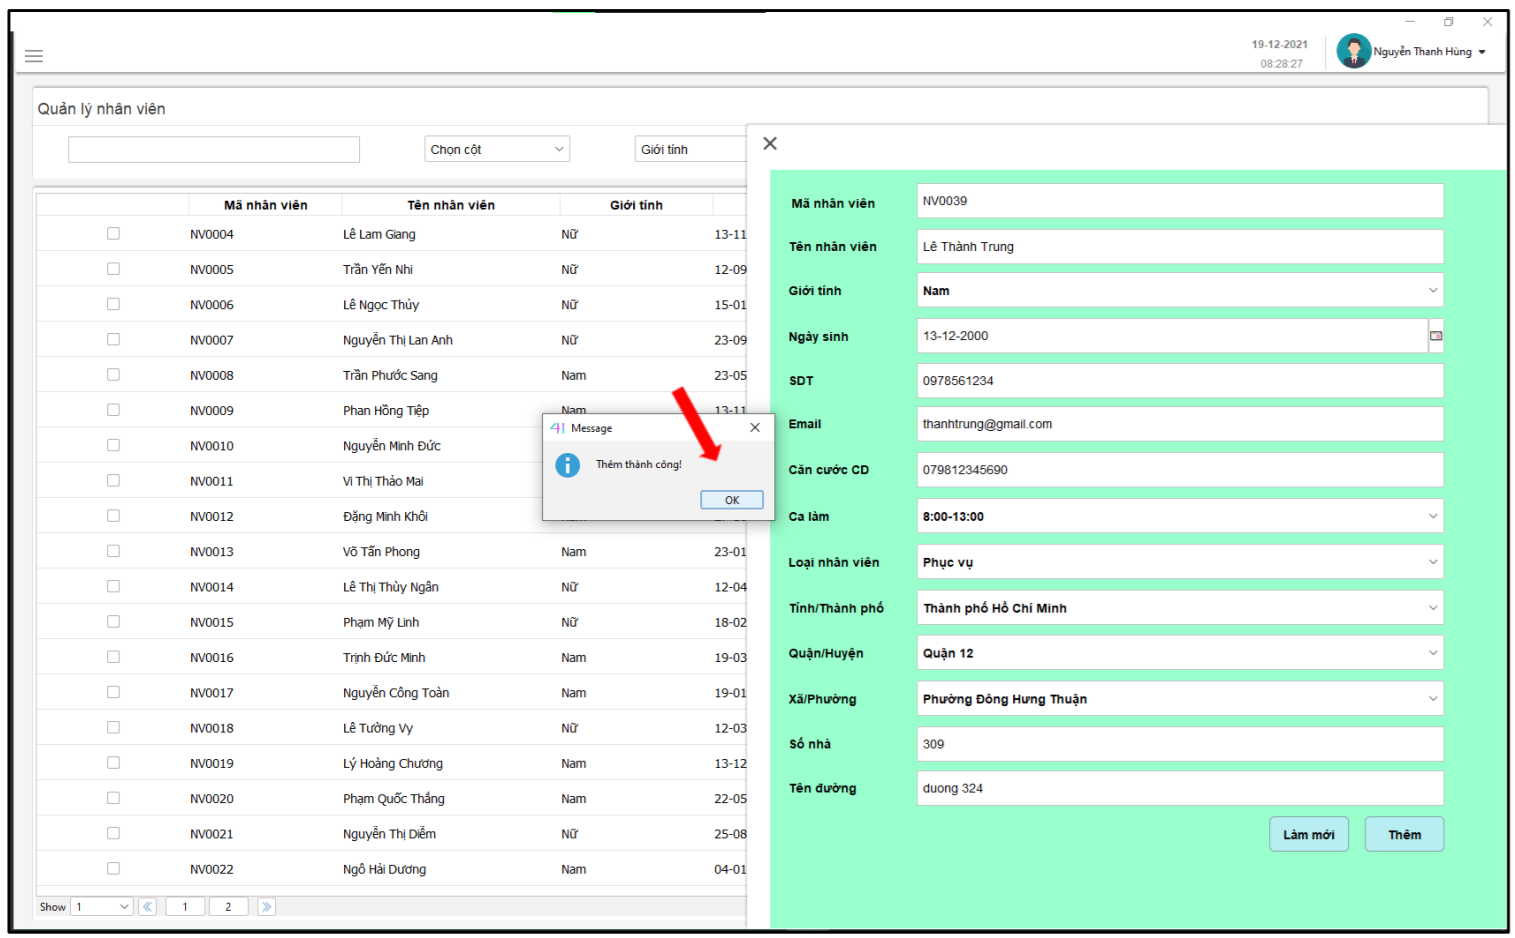 19-12-2021
08:28:27
Nguyễn Thanh Hùng
Quản lý nhân viên
Chọn cột
Giới tính
Mã nhân viên Tên nhân viên Giới tính
NV0004 Lê Lam Giang Nữ 13-11
NV0005 Trần Yến Nhi Nữ 12-09
NV0006 Lê Ngọc Thủy Nữ 15-01
NV0007 Nguyễn Thị Lan Anh Nữ 23-09
NV0008 Trần Phước Sang Nam 23-05
NV0009 Phan Hồng Tiệp Nam 13-11
NV0010 Nguyễn Minh Đức
NV0011 Vi Thị Thảo Mai
NV0012 Đặng Minh Khôi
NV0013 Võ Tấn Phong Nam 23-01
NV0014 Lê Thị Thùy Ngân Nữ 12-04
NV0015 Phạm Mỹ Linh Nữ 18-02
NV0016 Trịnh Đức Minh Nam 19-03
NV0017 Nguyễn Công Toàn Nam 19-01
NV0018 Lê Tường Vy Nữ 12-03
NV0019 Lý Hoàng Chương Nam 13-12
NV0020 Phạm Quốc Thắng Nam 22-05
NV0021 Nguyễn Thị Diễm Nữ 25-08
NV0022 Ngô Hải Dương Nam 04-01
Show 1 1 2
Message
Thêm thành công!
OK
Mã nhân viên NV0039
Tên nhân viên Lê Thành Trung
Giới tính Nam
Ngày sinh 13-12-2000
SDT 0978561234
Email thanhtrung@gmail.com
Căn cước CD 079812345690
Ca làm 8:00-13:00
Loại nhân viên Phục vụ
Tỉnh/Thành phố Thành phố Hồ Chí Minh
Quận/Huyện Quận 12
Xã/Phường Phường Đông Hưng Thuận
Số nhà 309
Tên đường duong 324
Làm mới Thêm